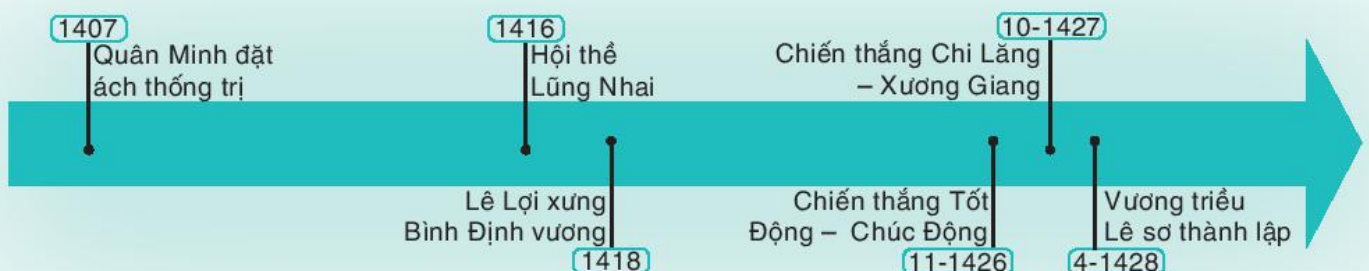 1407
Quân Minh đặt
ách thống trị
1416
Hội thề
Lũng Nhai
10-1427
Chiến thắng Chi Lăng
– Xương Giang
Lê Lợi xưng
Bình Định vương
1418
Chiến thắng Tốt
Động – Chúc Động
11-1426
Vương triều
Lê sơ thành lập
4-1428